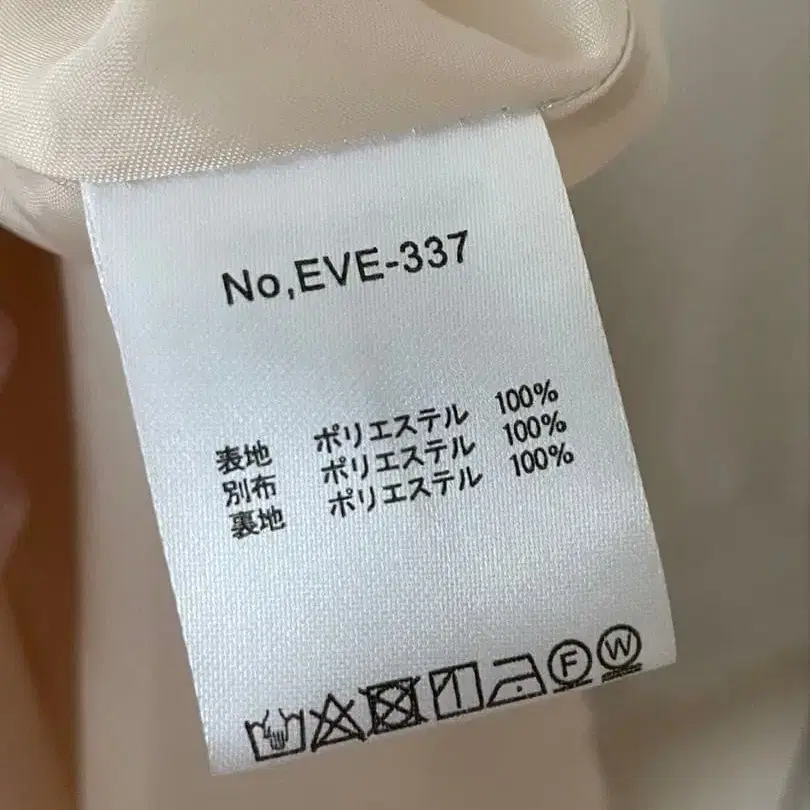 No,EVE-337
表地 ポリエステル 100%
別布 ポリエステル 100%
裏地 ポリエステル 100%
F W